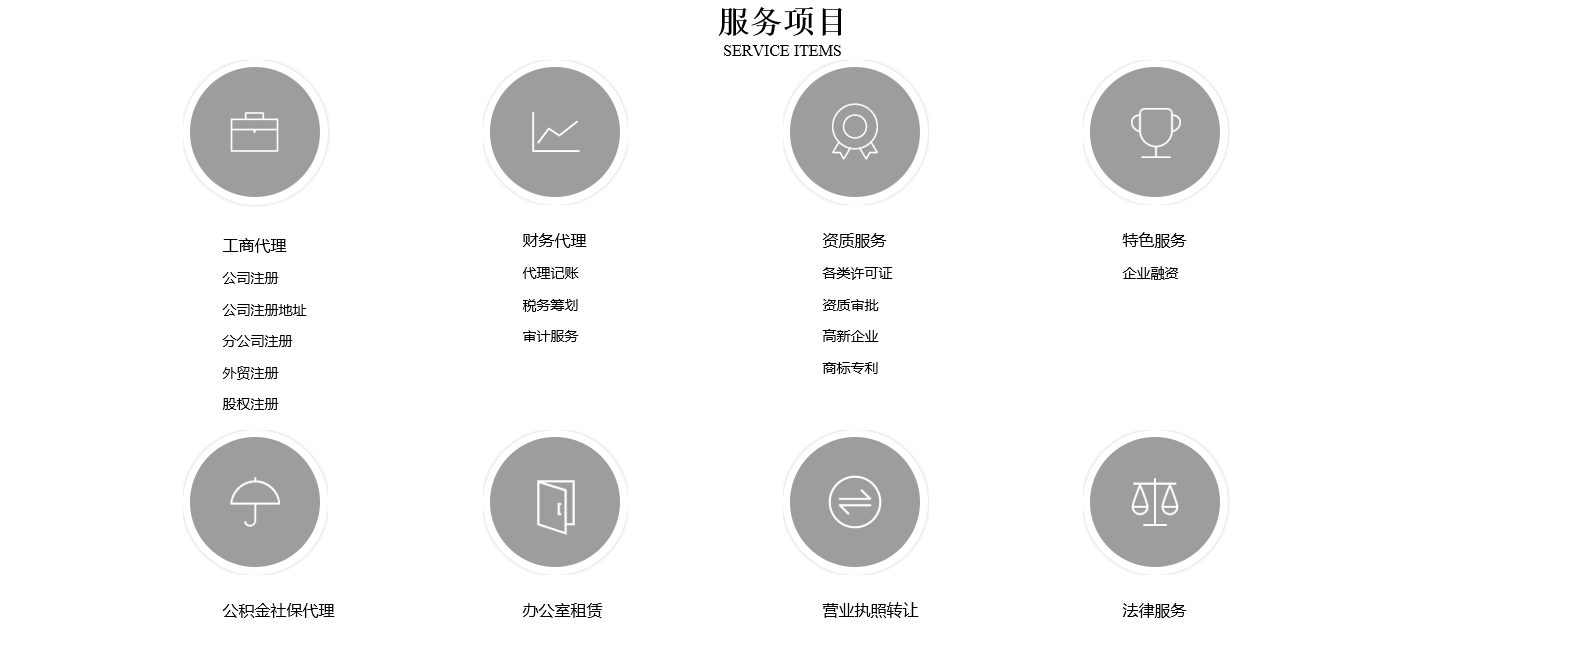 服务项目
SERVICE ITEMS
工商代理
公司注册
公司注册地址
分公司注册
外贸注册
股权注册
财务代理
代理记账
税务筹划
审计服务
资质服务
各类许可证
资质审批
高新企业
商标专利
特色服务
企业融资
公积金社保代理
办公室租赁
营业执照转让
法律服务